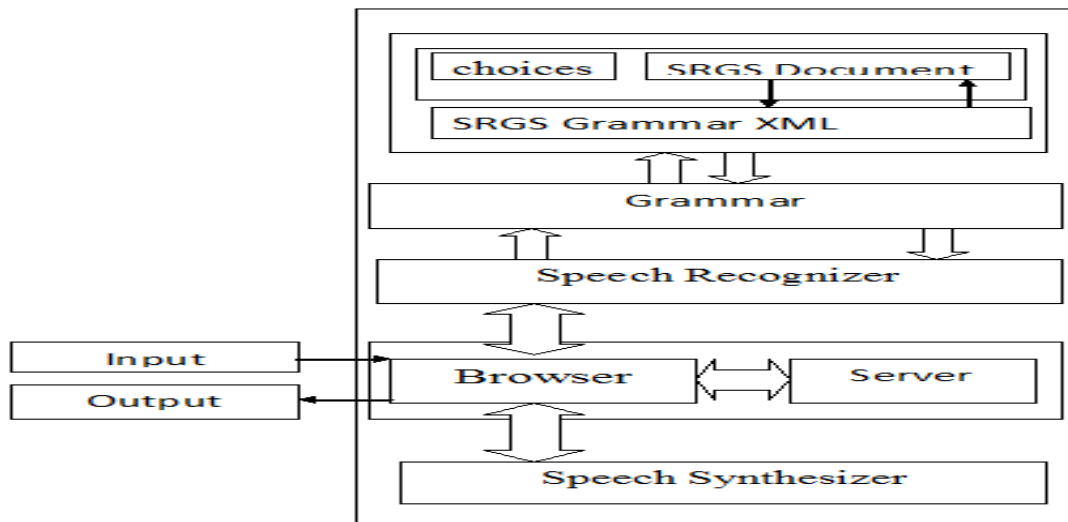 choices
SRGS Document
SRGS Grammar XML
Grammar
Speech Recognizer
Input
Browser
Server
Output
Speech Synthesizer